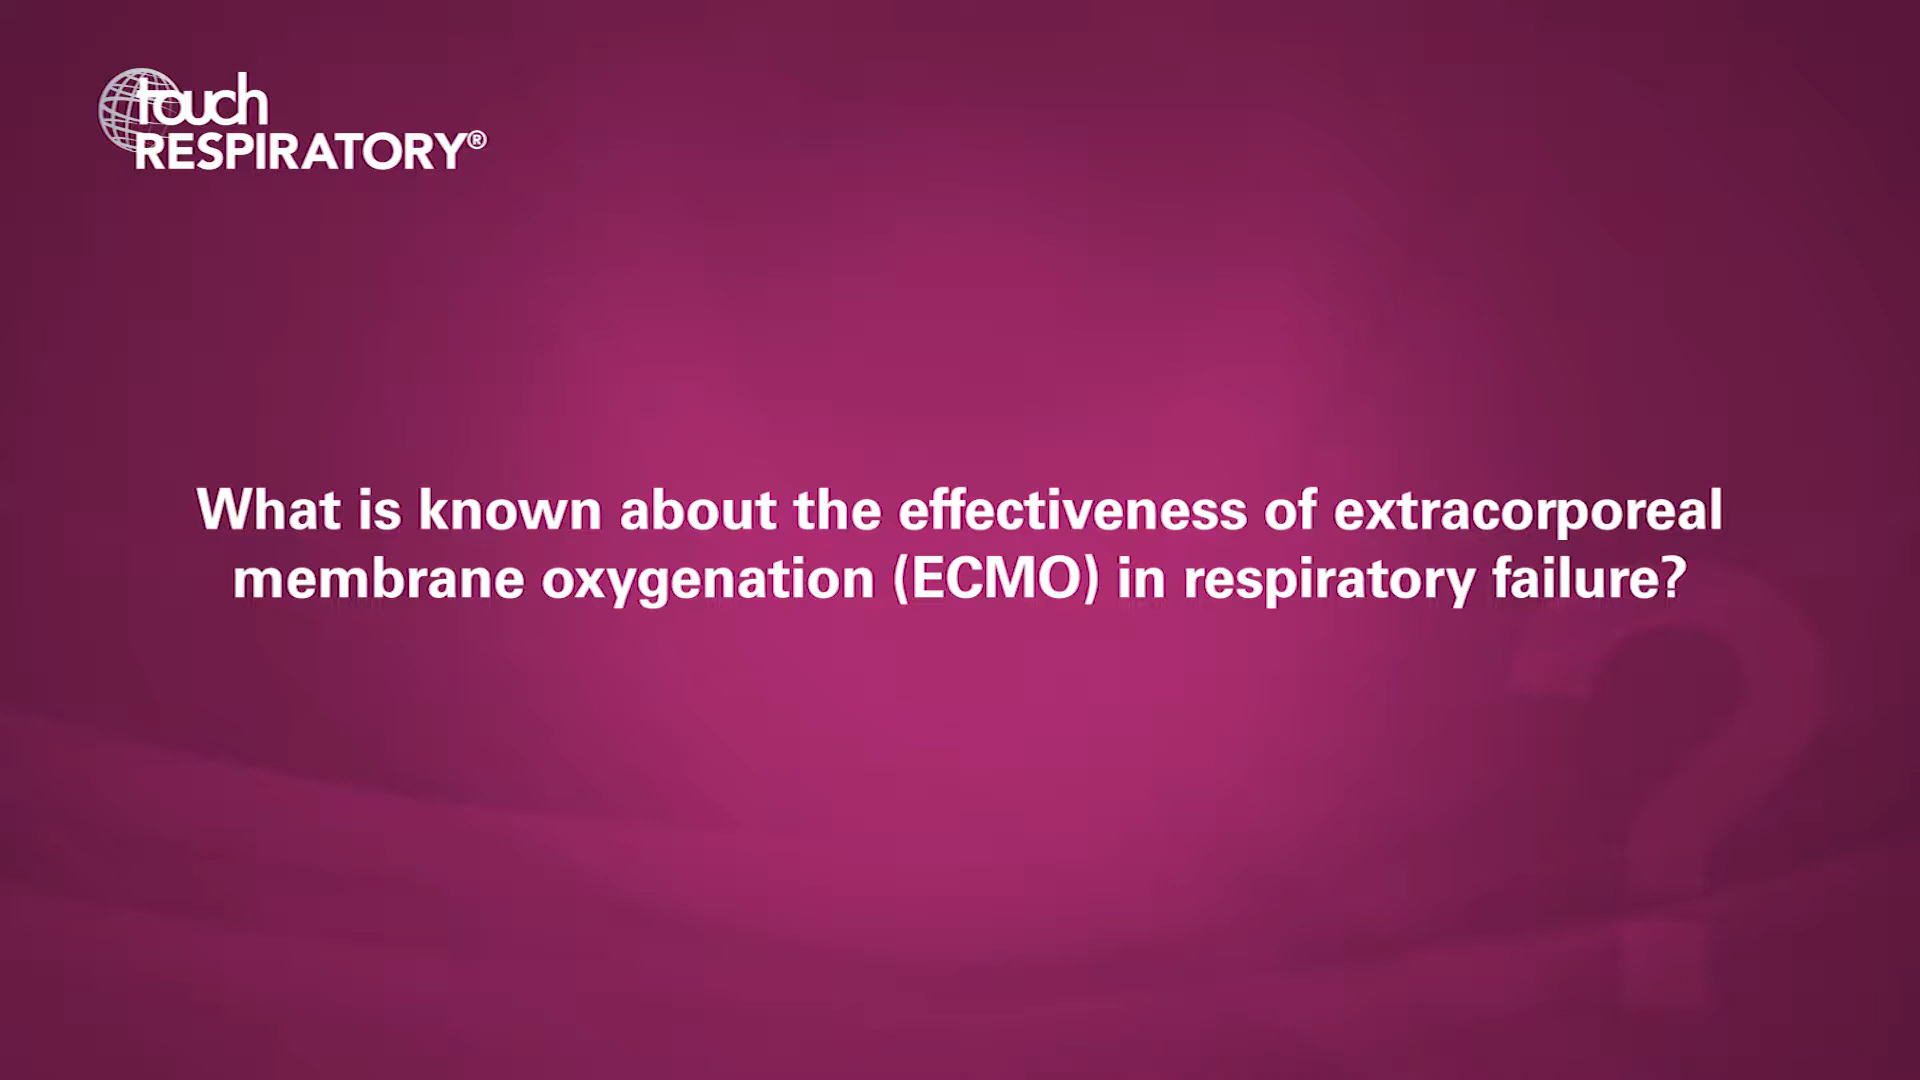 touch
RESPIRATORY®
What is known about the effectiveness of extracorporeal
membrane oxygenation (ECMO) in respiratory failure?
?